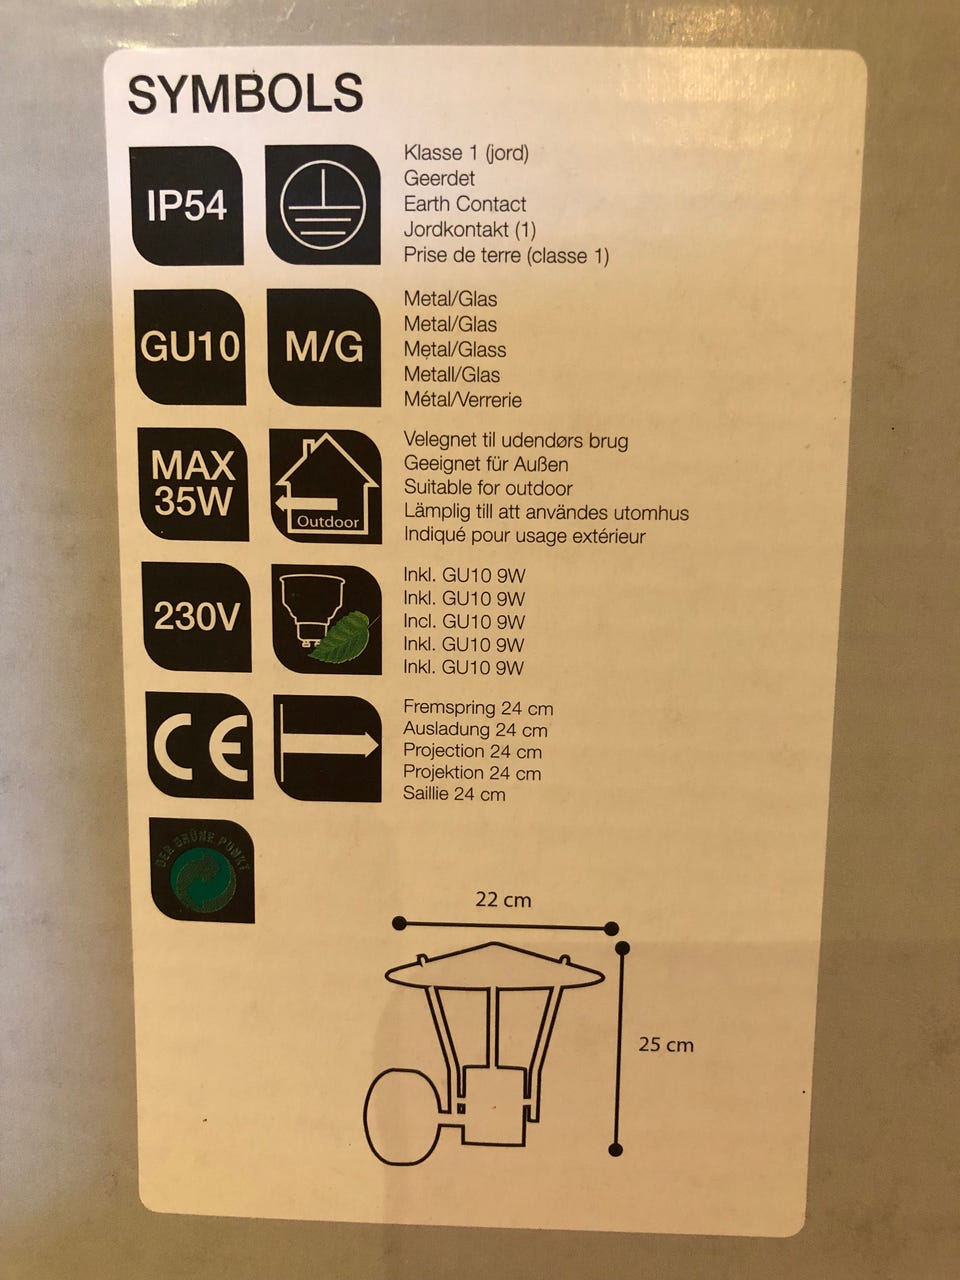 SYMBOLS
IP54
Klasse 1 (jord)
Geerdet
Earth Contact
Jordkontakt (1)
Prise de terre (classe 1)
GU10
M/G
Metal/Glas
Metal/Glas
Metal/Glass
Metall/Glas
Métal/Verrerie
MAX
35W
Outdoor
Velegnet til udendørs brug
Geeignet für Außen
Suitable for outdoor
Lämplig till att användes utomhus
Indiqué pour usage extérieur
230V
Inkl. GU10 9W
Inkl. GU10 9W
Incl. GU10 9W
Inkl. GU10 9W
Inkl. GU10 9W
CE
Fremspring 24 cm
Ausladung 24 cm
Projection 24 cm
Projektion 24 cm
Saillie 24 cm
DER GRÜNE PUNKT
22 cm
25 cm